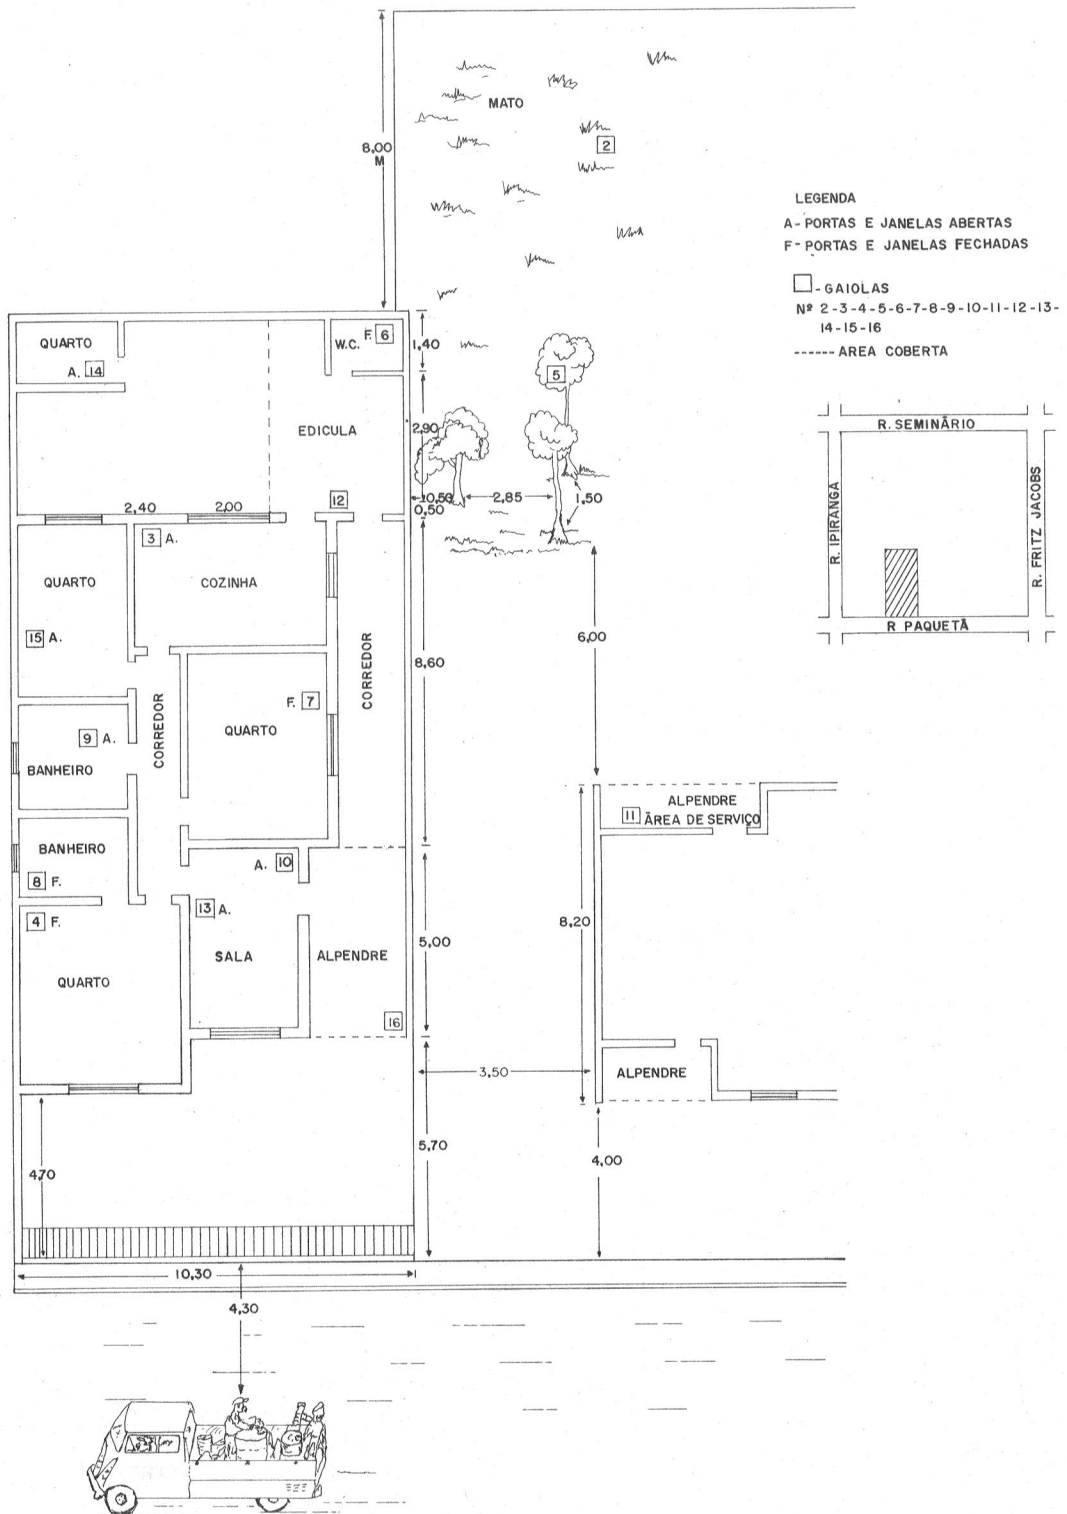 8,00
M
MATO
2
LEGENDA
A - PORTAS E JANELAS ABERTAS
F - PORTAS E JANELAS FECHADAS
- GAIOLAS
Nº 2-3-4-5-6-7-8-9-10-11-12-13-
14-15-16
------ AREA COBERTA
QUARTO
A. 14
W.C.
F. 6
1,40
5
EDICULA
2,90
R. SEMINÁRIO
R. IPIRANGA
R. FRITZ JACOBS
R PAQUETÁ
2,40
2,00
12
0,50
0,50
2,85
1,50
3 A.
QUARTO
COZINHA
15 A.
CORREDOR
8,60
6,00
F. 7
CORREDOR
QUARTO
9 A.
BANHEIRO
ALPENDRE
11 ÁREA DE SERVIÇO
BANHEIRO
8 F.
A. 10
4 F.
13 A.
8,20
5,00
SALA
ALPENDRE
QUARTO
16
3,50
ALPENDRE
5,70
4,00
4,70
10,30
4,30